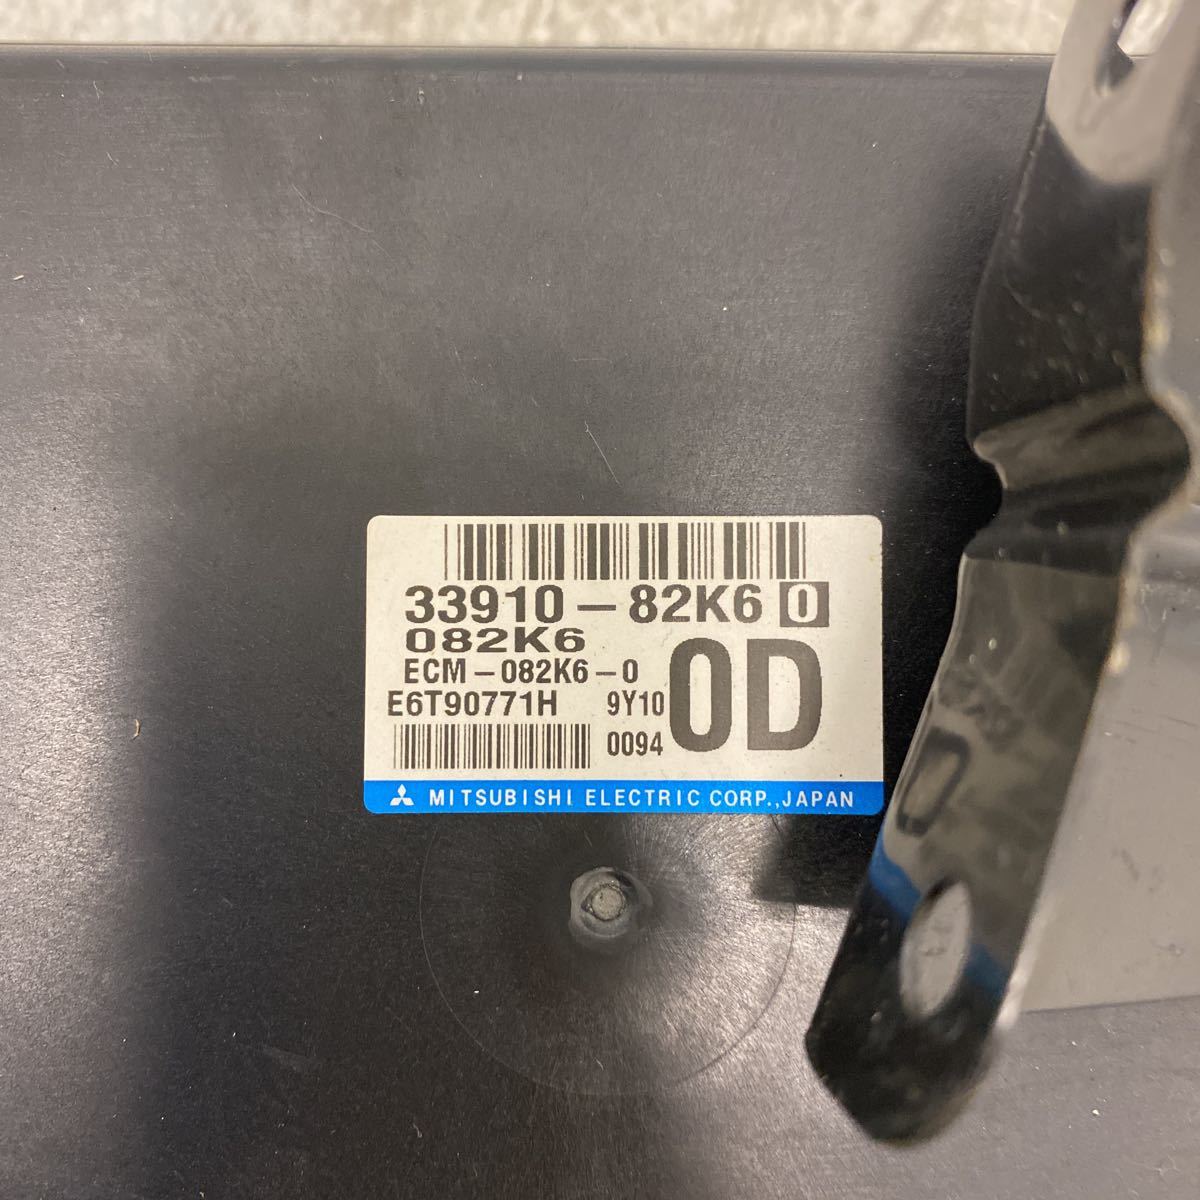 33910-82K6 0
082K6
ECM-082K6-0
E6T90771H 9Y10
0094
0D
MITSUBISHI ELECTRIC CORP.,JAPAN